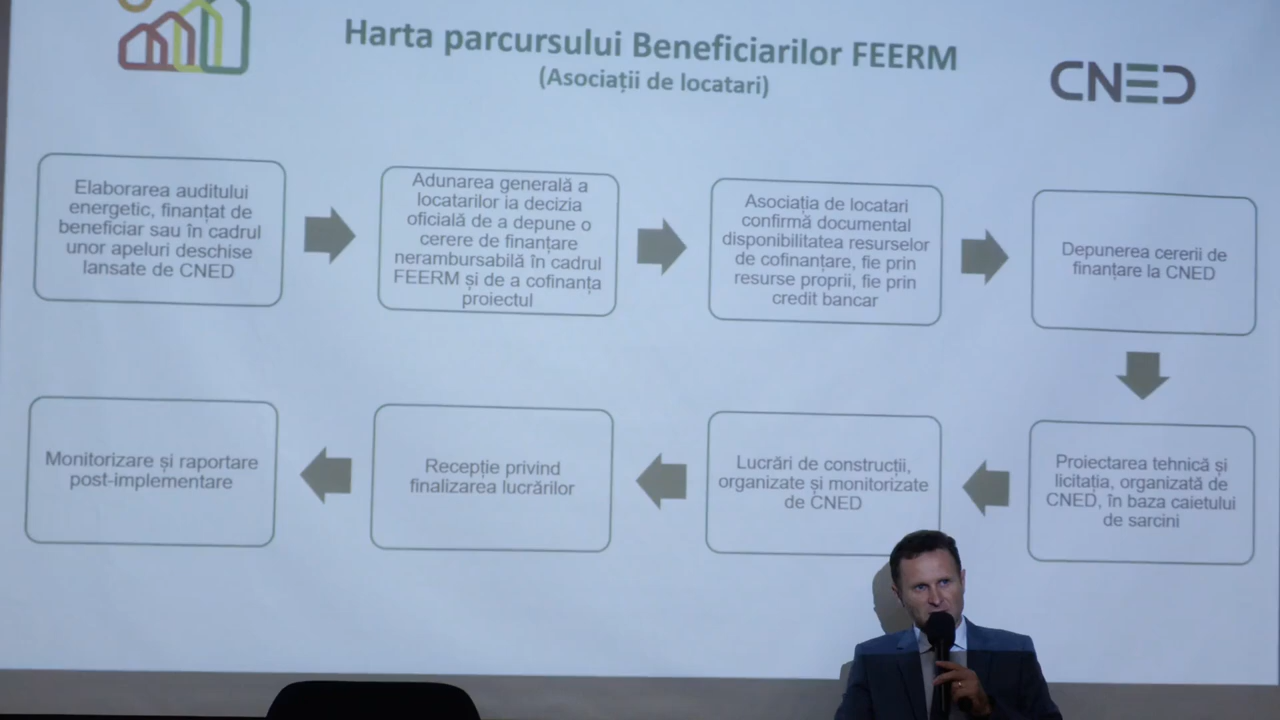 Harta parcursului Beneficiarilor FEERM
(Asociații de locatari)
CNED
Elaborarea auditului
energetic, finanțat de
beneficiar sau în cadrul
unor apeluri deschise
lansate de CNED
Adunarea generală a
locatarilor ia decizia
oficială de a depune o
cerere de finanțare
nerambursabilă în cadrul
FEERM și de a cofinanța
proiectul
Asociația de locatari
confirmă documental
disponibilitatea resurselor
de cofinanțare, fie prin
resurse proprii, fie prin
credit bancar
Depunerea cererii de
finanțare la CNED
Proiectarea tehnică și
licitația, organizată de
CNED, în baza caietului
de sarcini
Lucrări de construcții,
organizate și monitorizate
de CNED
Recepție privind
finalizarea lucrărilor
Monitorizare și raportare
post-implementare